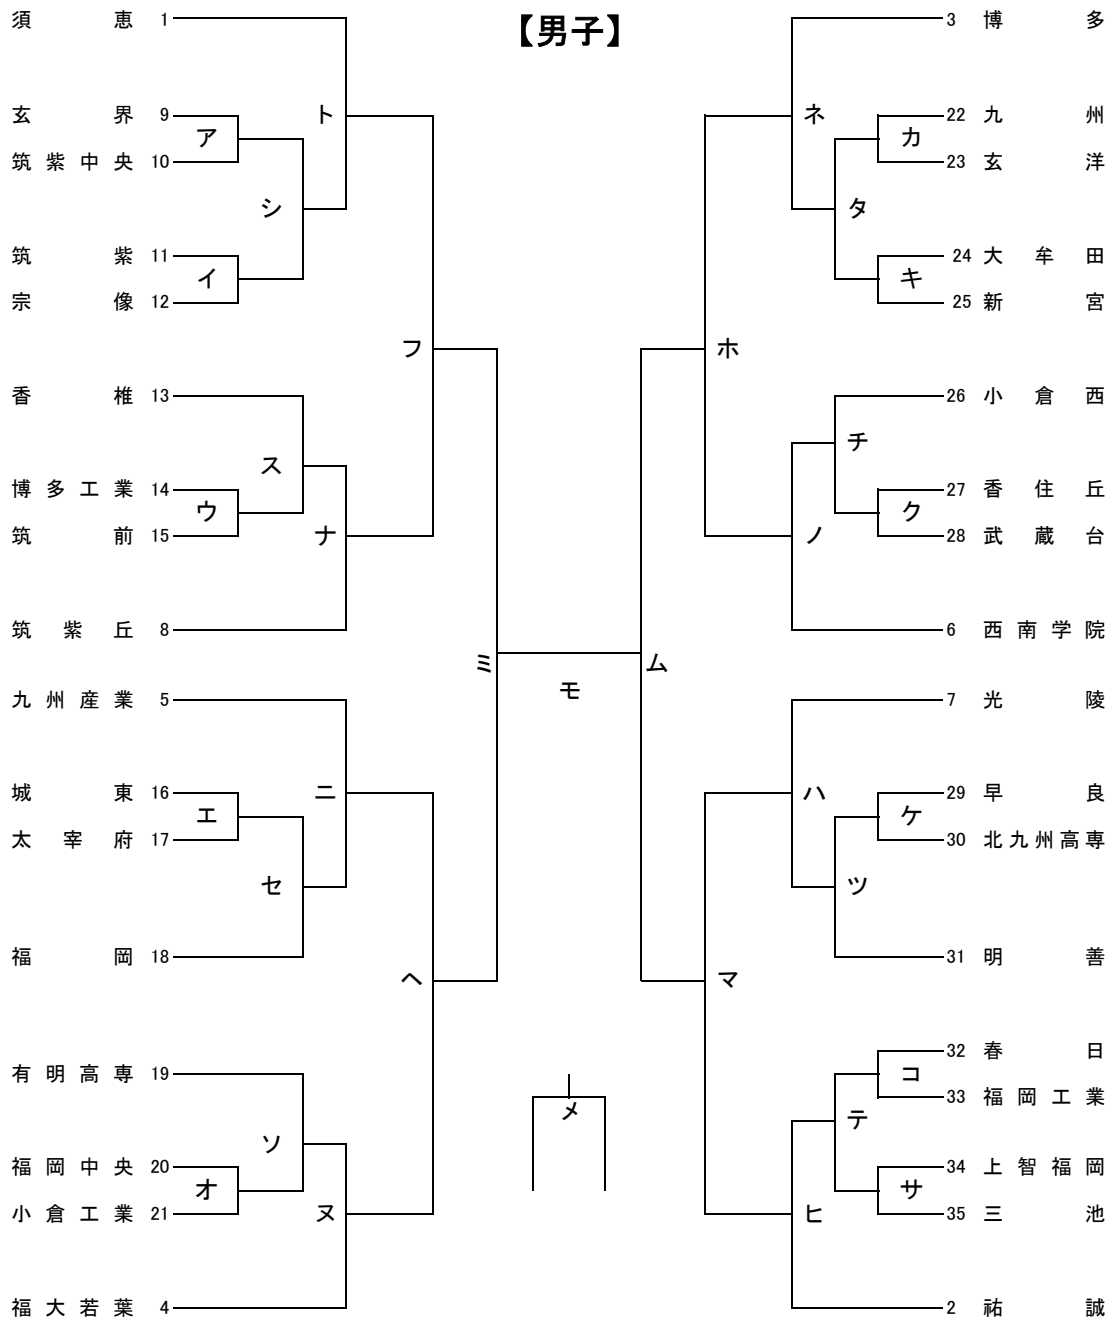 【男子】
須恵 1
ト
玄界 9
ア
筑紫中央 10
シ
筑紫 11
イ
宗像 12
フ
香椎 13
ス
博多工業 14
ウ
筑前 15
ナ
筑紫丘 8
ミ
九州産業 5
城東 16
ニ
エ
太宰府 17
セ
福岡 18
ヘ
有明高専 19
ソ
福岡中央 20
オ
小倉工業 21
ヌ
福大若葉 4
モ
メ
3 博多
ネ
22 九州
カ
23 玄洋
タ
24 大牟田
キ
25 新宮
ホ
26 小倉西
チ
27 香住丘
ク
28 武蔵台
ノ
6 西南学院
ム
7 光陵
ハ
29 早良
ケ
30 北九州高専
ツ
31 明善
マ
32 春日
コ
33 福岡工業
テ
34 上智福岡
サ
35 三池
ヒ
2 祐誠